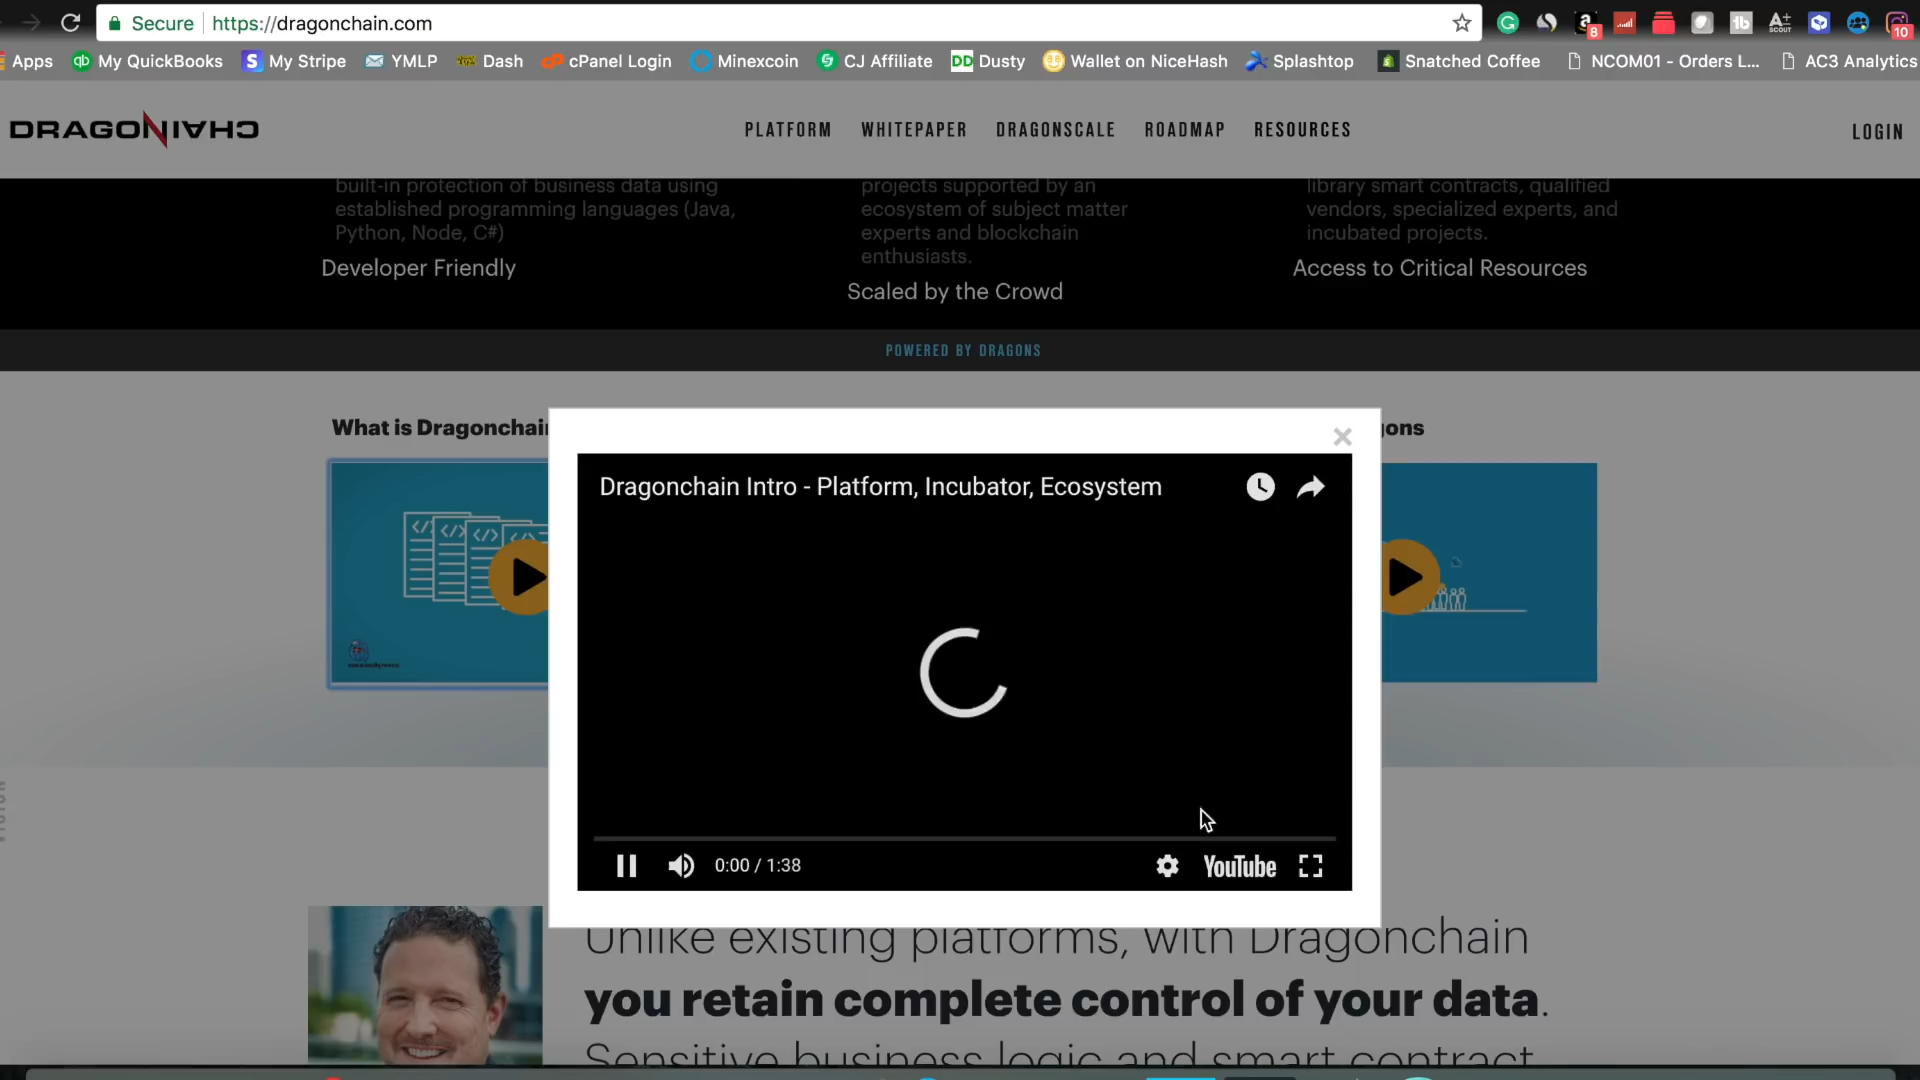 Secure https://dragonchain.com
8
A+
SCOUT
10
Apps My QuickBooks My Stripe YMLP Dash cPanel Login Minexcoin CJ Affiliate DD Dusty Wallet on NiceHash Splashtop Snatched Coffee NCOM01 - Orders L... AC3 Analytics
DRAGONCHAIN PLATFORM WHITEPAPER DRAGONSCALE ROADMAP RESOURCES LOGIN
built-in protection of business data using
established programming languages (Java,
Python, Node, C#)
Developer Friendly
projects supported by an
ecosystem of subject matter
experts and blockchain
enthusiasts.
Scaled by the Crowd
library smart contracts, qualified
vendors, specialized experts, and
incubated projects.
Access to Critical Resources
POWERED BY DRAGONS
What is Dragonchain
ons
Dragonchain Intro - Platform, Incubator, Ecosystem
0:00 / 1:38
YouTube
Unlike existing platforms, with Dragonchain
you retain complete control of your data.
Sensitive business logic and smart contract